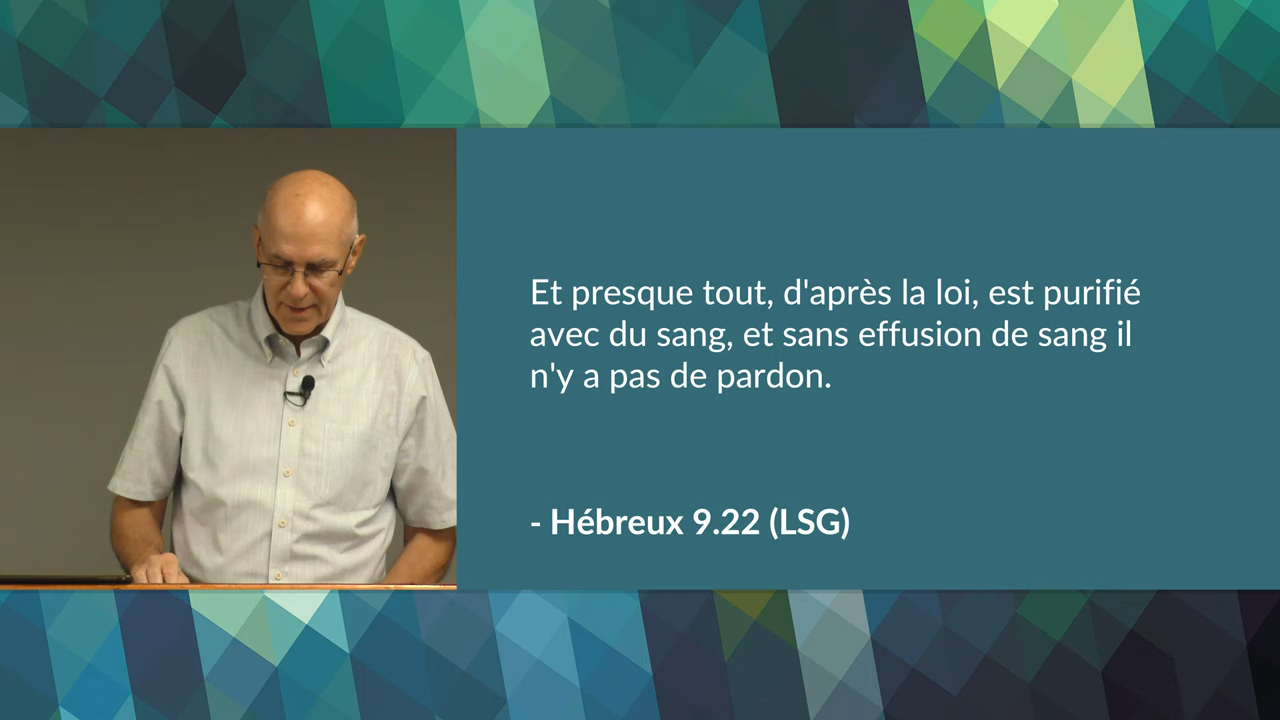 Et presque tout, d'après la loi, est purifié
avec du sang, et sans effusion de sang il
n'y a pas de pardon.
- Hébreux 9.22 (LSG)